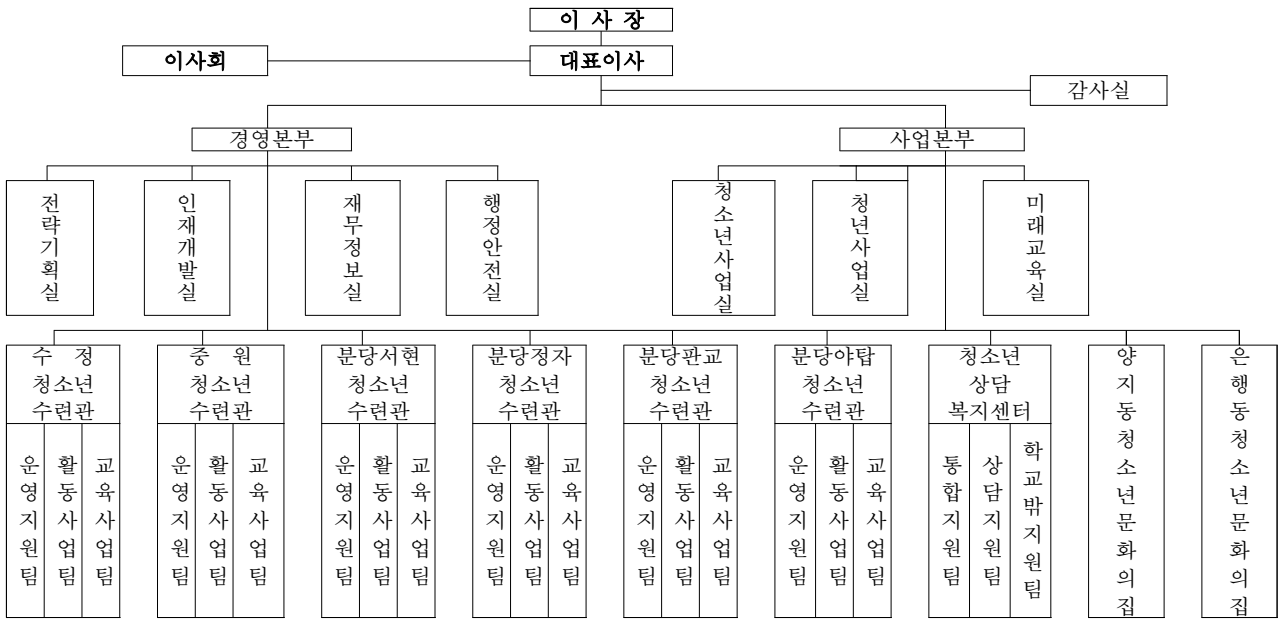 이 사 장
이사회
대표이사
감사실
경영본부
사업본부
전략기획실
인재개발실
재무정보실
행정안전실
청소년사업실
청년사업실
미래교육실
수 정
청소년
수련관
운영지원팀
활동사업팀
교육사업팀
중 원
청소년
수련관
운영지원팀
활동사업팀
교육사업팀
분당서현
청소년
수련관
운영지원팀
활동사업팀
교육사업팀
분당정자
청소년
수련관
운영지원팀
활동사업팀
교육사업팀
분당판교
청소년
수련관
운영지원팀
활동사업팀
교육사업팀
분당야탑
청소년
수련관
운영지원팀
활동사업팀
교육사업팀
청소년
상담
복지센터
통합지원팀
상담지원팀
학교밖지원팀
양지동청소년문화의집
은행동청소년문화의집